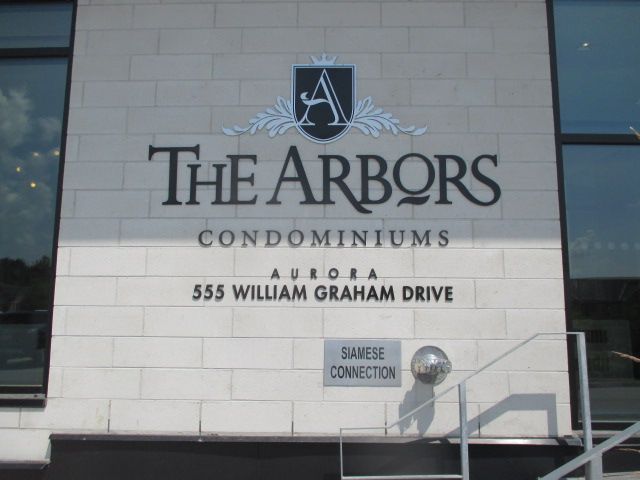 A
THE ARBORS
CONDOMINIUMS
AURORA
555 WILLIAM GRAHAM DRIVE
SIAMESE
CONNECTION